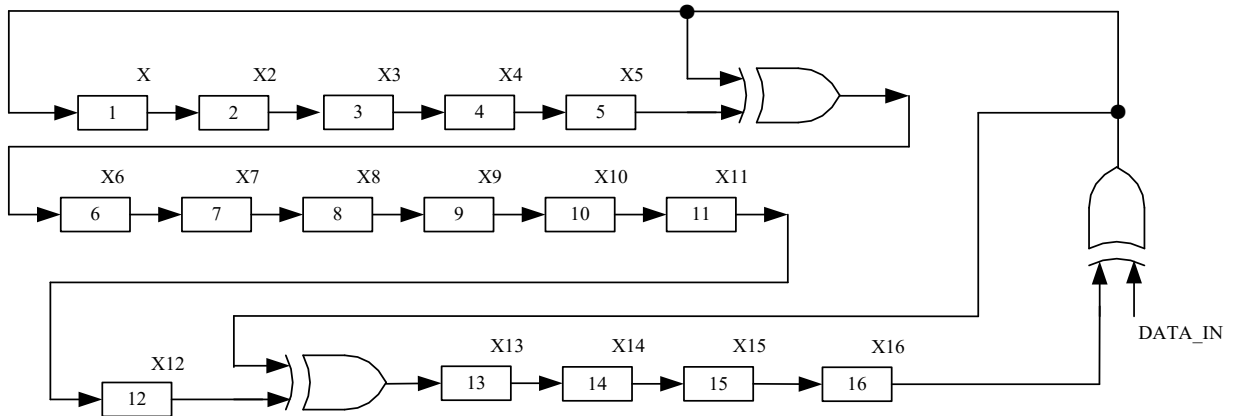 X X2 X3 X4 X5
1 2 3 4 5
X6 X7 X8 X9 X10 X11
6 7 8 9 10 11
DATA_IN
X12 X13 X14 X15 X16
12 13 14 15 16